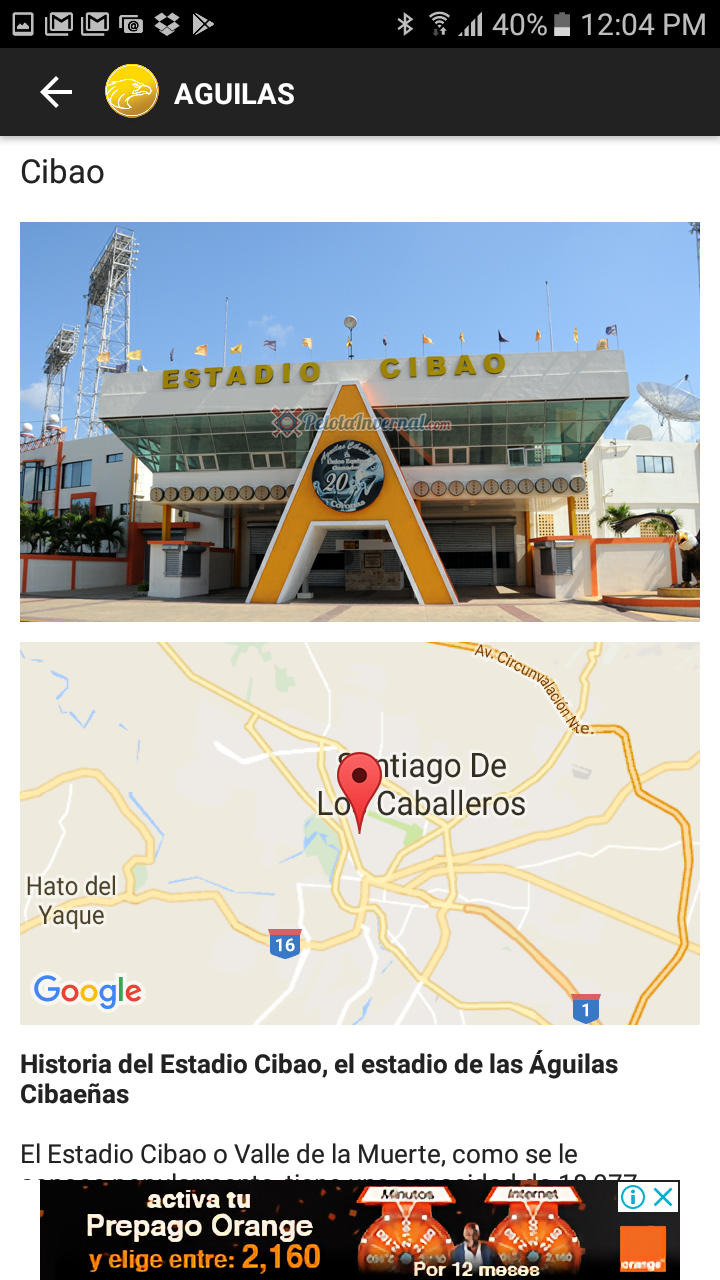 40% 12:04 PM
AGUILAS
Cibao
ESTADIO CIBAO
PelotaInvernal.com
20
Coronas
Av. Circunvalación Nte.
Santiago De
Los Caballeros
Hato del
Yaque
16
Google
1
Historia del Estadio Cibao, el estadio de las Águilas
Cibaeñas
El Estadio Cibao o Valle de la Muerte, como se le
activa tu
Prepago Orange
y elige entre: 2,160
Minutos
Internet
Por 12 meses
orange